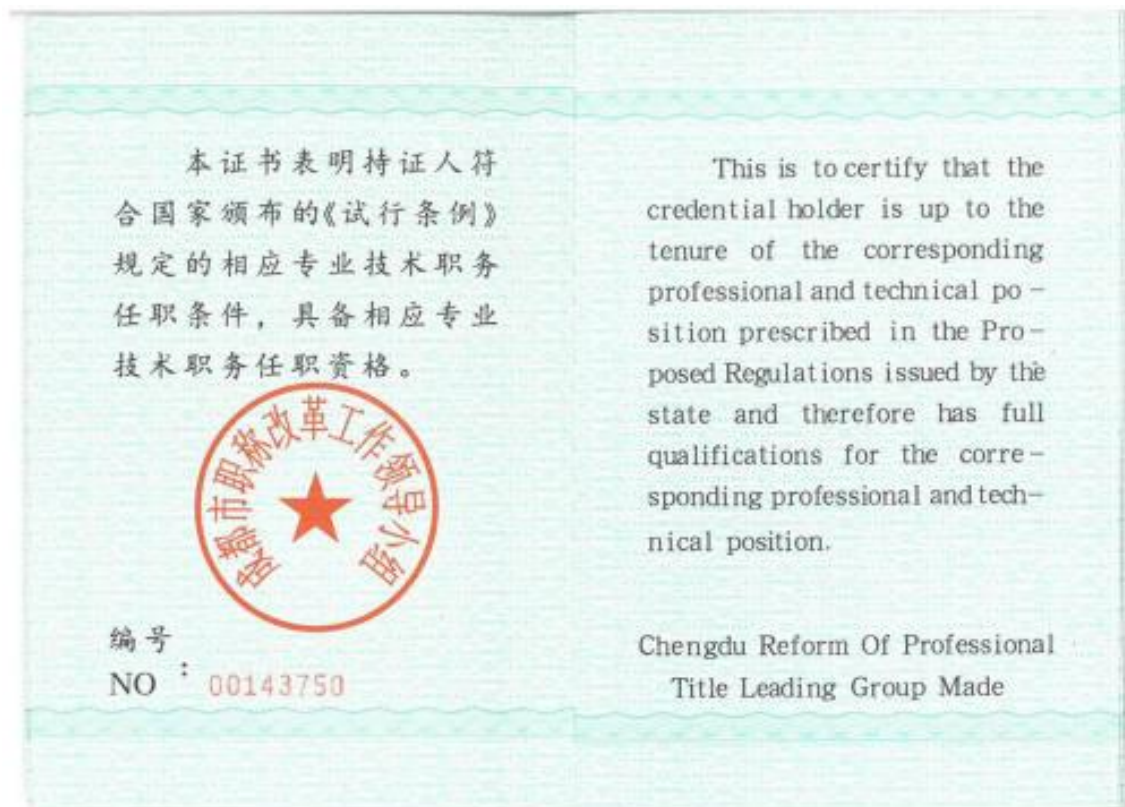 本证书表明持证人符
合国家颁布的《试行条例》
规定的相应专业技术职务
任职条件，具备相应专业
技术职务任职资格。
成都市职称改革工作领导小组
编号
NO : 00143750
This is to certify that the
credential holder is up to the
tenure of the corresponding
professional and technical po-
sition prescribed in the Pro-
posed Regulations issued by the
state and therefore has full
qualifications for the corre-
sponding professional and tech-
nical position.
Chengdu Reform Of Professional
Title Leading Group Made